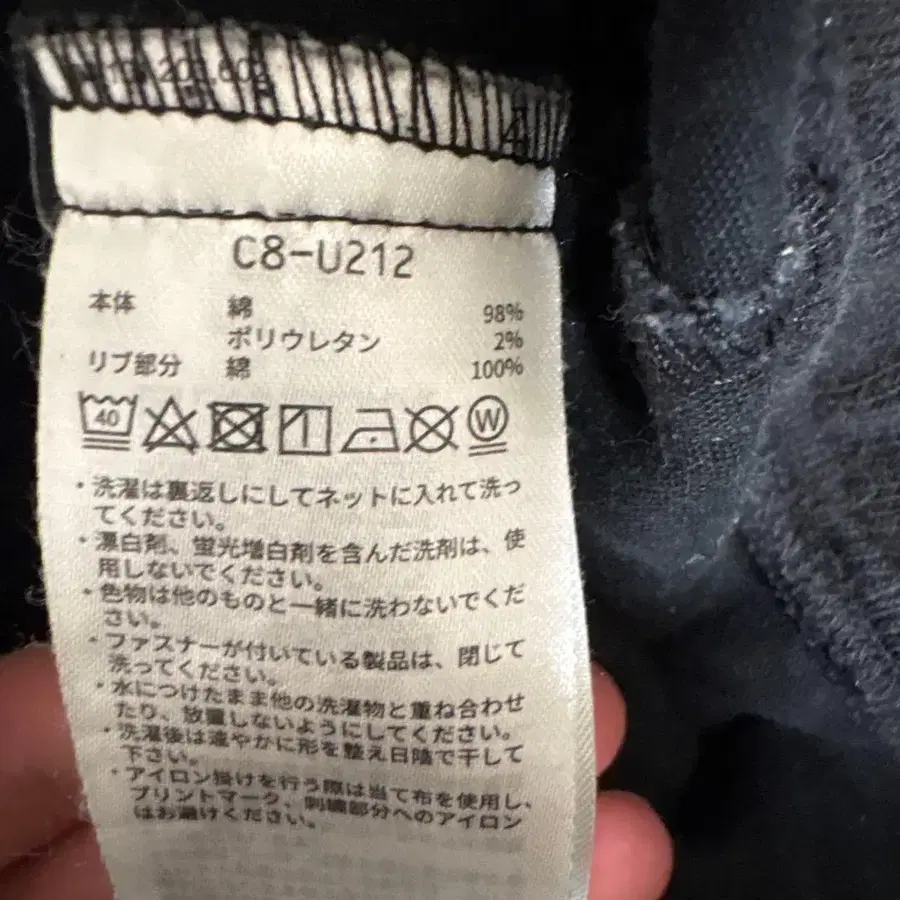 C8-U212
本体 綿 98%
ポリウレタン 2%
リブ部分 綿 100%
40 W
・洗濯は裏返しにしてネットに入れて洗っ
てください。
・漂白剤、蛍光増白剤を含んだ洗剤は、使
用しないでください。
・色物は他のものと一緒に洗わないでくだ
さい。
・ファスナーが付いている製品は、閉じて
洗ってください。
・水につけたまま他の洗濯物と重ね合わせ
たり、放置しないようにしてください。
・洗濯後は速やかに形を整え日陰で干して
下さい。
・アイロン掛けを行う際は当て布を使用し、
プリントマーク、刺繍部分へのアイロン
はお避けください。